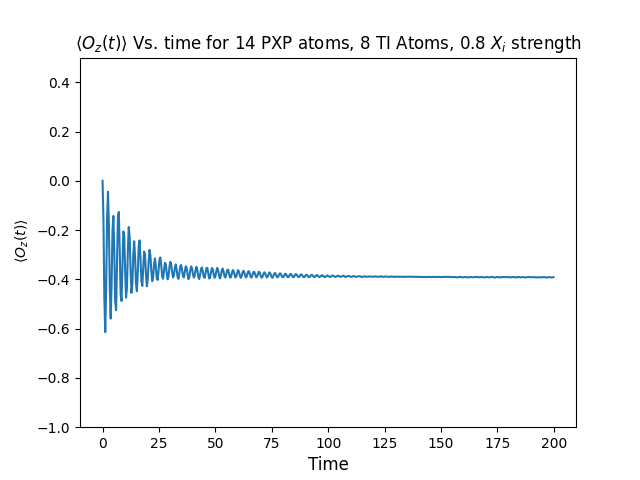 ⟨O_z(t)⟩ Vs. time for 14 PXP atoms, 8 TI Atoms, 0.8 X_i strength
0.4
0.2
0.0
−0.2
−0.4
−0.6
−0.8
−1.0
⟨O_z(t)⟩
0 25 50 75 100 125 150 175 200
Time